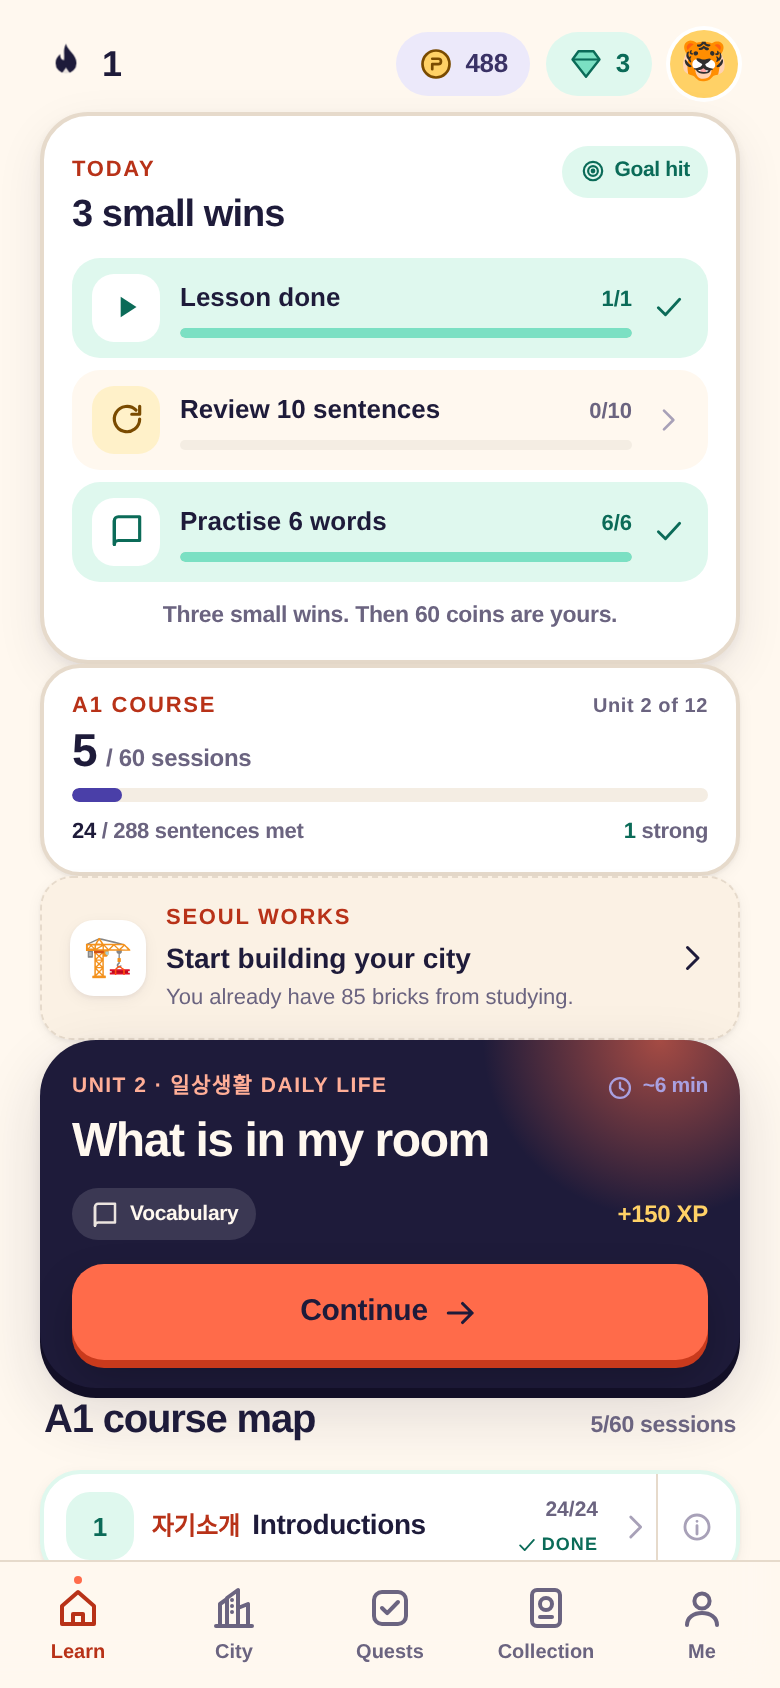 1
488
3
TODAY
Goal hit
3 small wins
Lesson done
1/1
Review 10 sentences
0/10
Practise 6 words
6/6
Three small wins. Then 60 coins are yours.
A1 COURSE
Unit 2 of 12
5 / 60 sessions
24 / 288 sentences met
1 strong
SEOUL WORKS
Start building your city
You already have 85 bricks from studying.
UNIT 2 · 일상생활 DAILY LIFE
~6 min
What is in my room
Vocabulary
+150 XP
Continue
A1 course map
5/60 sessions
1
자기소개 Introductions
24/24
DONE
Learn
City
Quests
Collection
Me